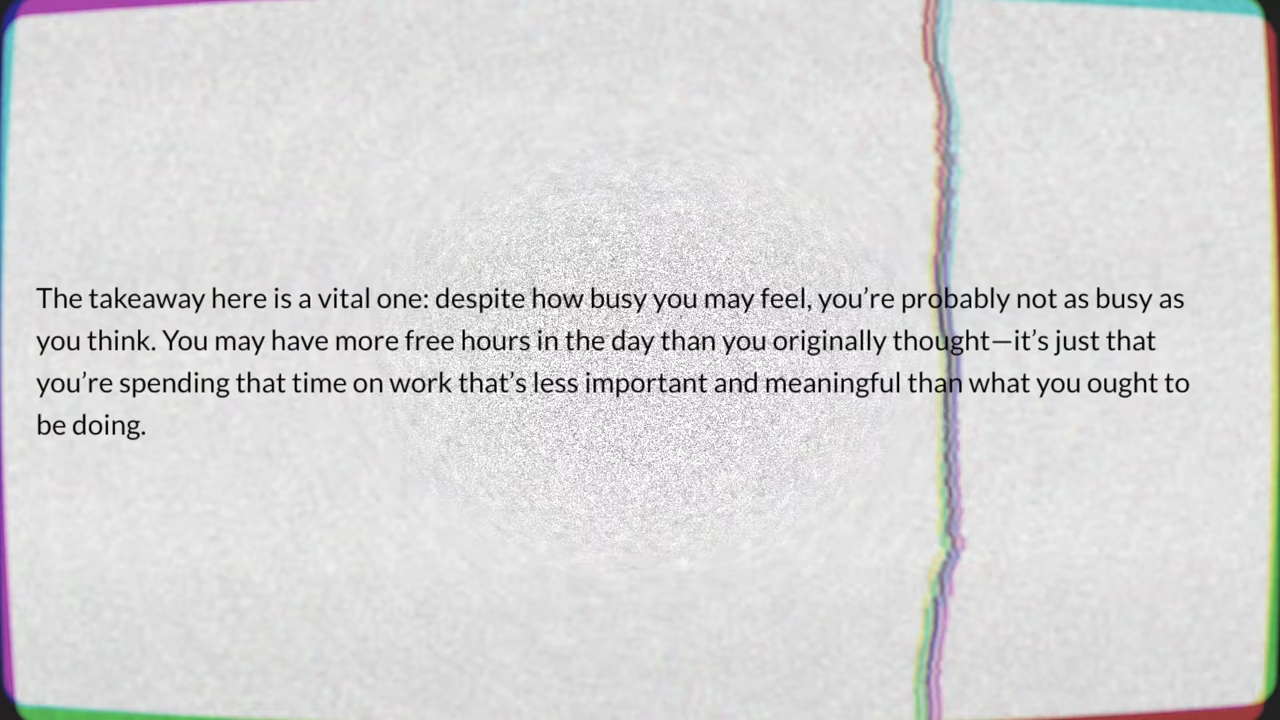 The takeaway here is a vital one: despite how busy you may feel, you’re probably not as busy as
you think. You may have more free hours in the day than you originally thought—it’s just that
you’re spending that time on work that’s less important and meaningful than what you ought to
be doing.